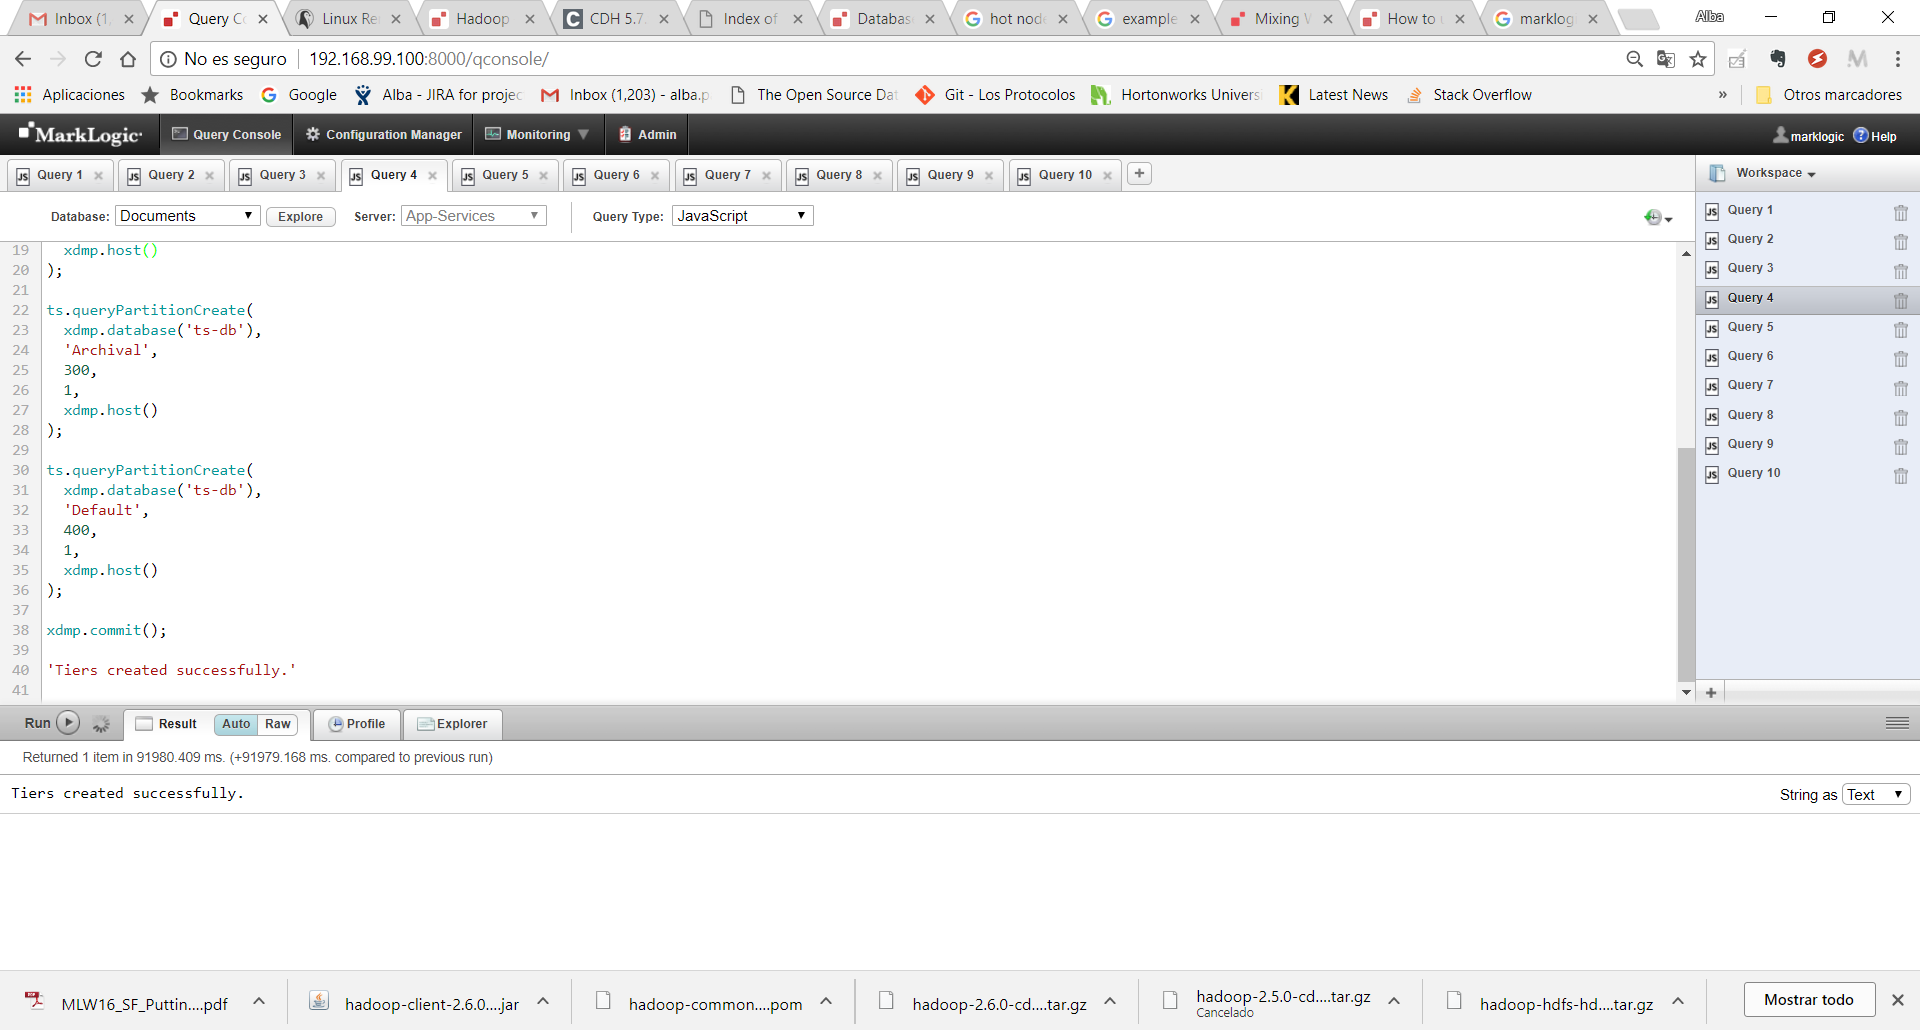 Inbox (1,
Query Co
Linux Re
Hadoop
CDH 5.7.
Index of
Databas
hot node
example
Mixing W
How to u
marklog
Alba
No es seguro
192.168.99.100:8000/qconsole/
Aplicaciones
Bookmarks
Google
Alba - JIRA for projec
Inbox (1,203) - alba.p
The Open Source Dat
Git - Los Protocolos
Hortonworks Univers
Latest News
Stack Overflow
»
Otros marcadores
MarkLogic
Query Console
Configuration Manager
Monitoring
Admin
marklogic
Help
Query 1
Query 2
Query 3
Query 4
Query 5
Query 6
Query 7
Query 8
Query 9
Query 10
+
Workspace
Database: Documents
Explore
Server: App-Services
Query Type: JavaScript
19 xdmp.host()
20 );
21
22 ts.queryPartitionCreate(
23 xdmp.database('ts-db'),
24 'Archival',
25 300,
26 1,
27 xdmp.host()
28 );
29
30 ts.queryPartitionCreate(
31 xdmp.database('ts-db'),
32 'Default',
33 400,
34 1,
35 xdmp.host()
36 );
37
38 xdmp.commit();
39
40 'Tiers created successfully.'
41
Query 1
Query 2
Query 3
Query 4
Query 5
Query 6
Query 7
Query 8
Query 9
Query 10
+
Run
Result
Auto
Raw
Profile
Explorer
Returned 1 item in 91980.409 ms. (+91979.168 ms. compared to previous run)
Tiers created successfully.
String as Text
MLW16_SF_Puttin....pdf
hadoop-client-2.6.0....jar
hadoop-common....pom
hadoop-2.6.0-cd....tar.gz
hadoop-2.5.0-cd....tar.gz
Cancelado
hadoop-hdfs-hd....tar.gz
Mostrar todo